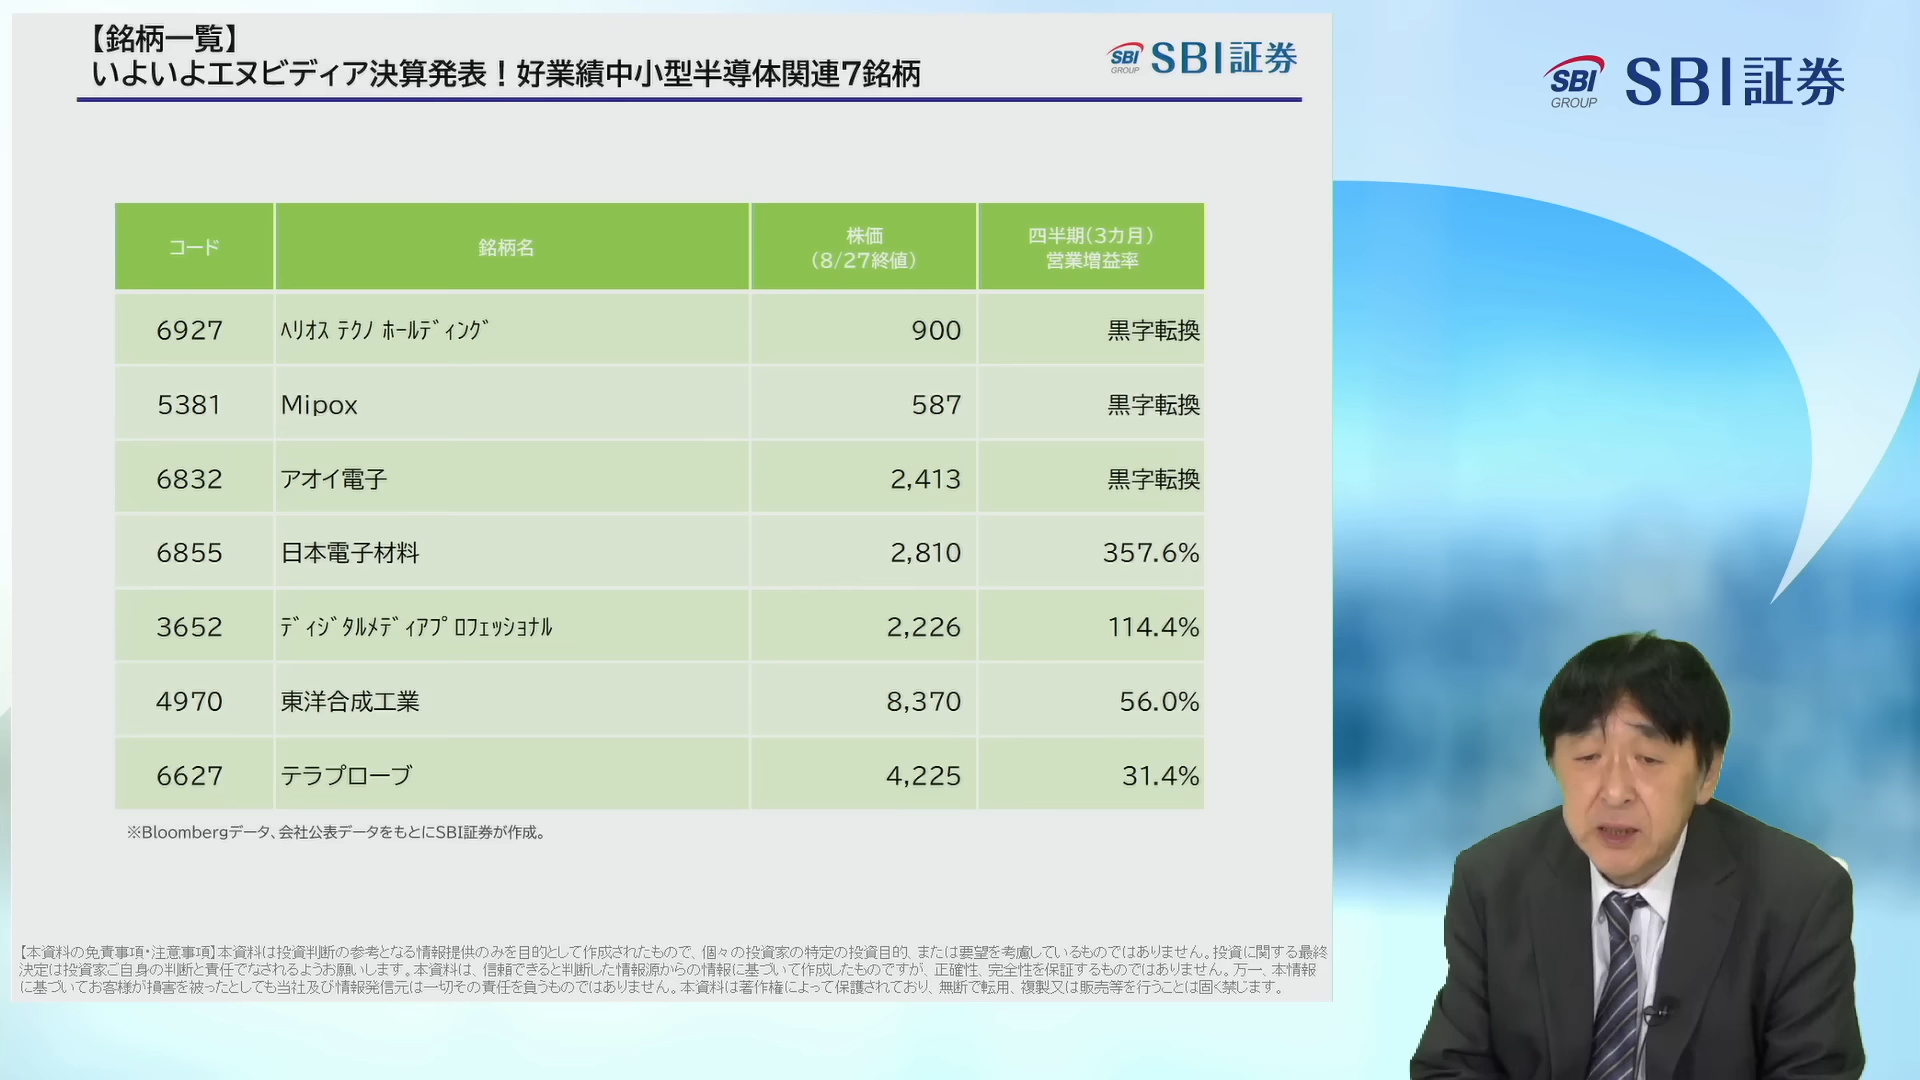 【銘柄一覧】
いよいよエヌビディア決算発表！好業績中小型半導体関連7銘柄
SBI GROUP SBI証券
SBI GROUP SBI証券
コード 銘柄名 株価（8/27終値） 四半期（3カ月）営業増益率
6927 ﾍﾘｵｽ ﾃｸﾉ ﾎｰﾙﾃﾞｨﾝｸﾞ 900 黒字転換
5381 Mipox 587 黒字転換
6832 アオイ電子 2,413 黒字転換
6855 日本電子材料 2,810 357.6%
3652 ﾃﾞｨｼﾞﾀﾙﾒﾃﾞｨｱﾌﾟﾛﾌｪｯｼｮﾅﾙ 2,226 114.4%
4970 東洋合成工業 8,370 56.0%
6627 テラプローブ 4,225 31.4%
※Bloombergデータ、会社公表データをもとにSBI証券が作成。
【本資料の免責事項・注意事項】本資料は投資判断の参考となる情報提供のみを目的として作成されたもので、個々の投資家の特定の投資目的、または要望を考慮しているものではありません。投資に関する最終
決定は投資家ご自身の判断と責任でなされるようお願いします。本資料は、信頼できると判断した情報源からの情報に基づいて作成したものですが、正確性、完全性を保証するものではありません。万一、本情報
に基づいてお客様が損害を被ったとしても当社及び情報発信元は一切その責任を負うものではありません。本資料は著作権によって保護されており、無断で転用、複製又は販売等を行うことは固く禁じます。